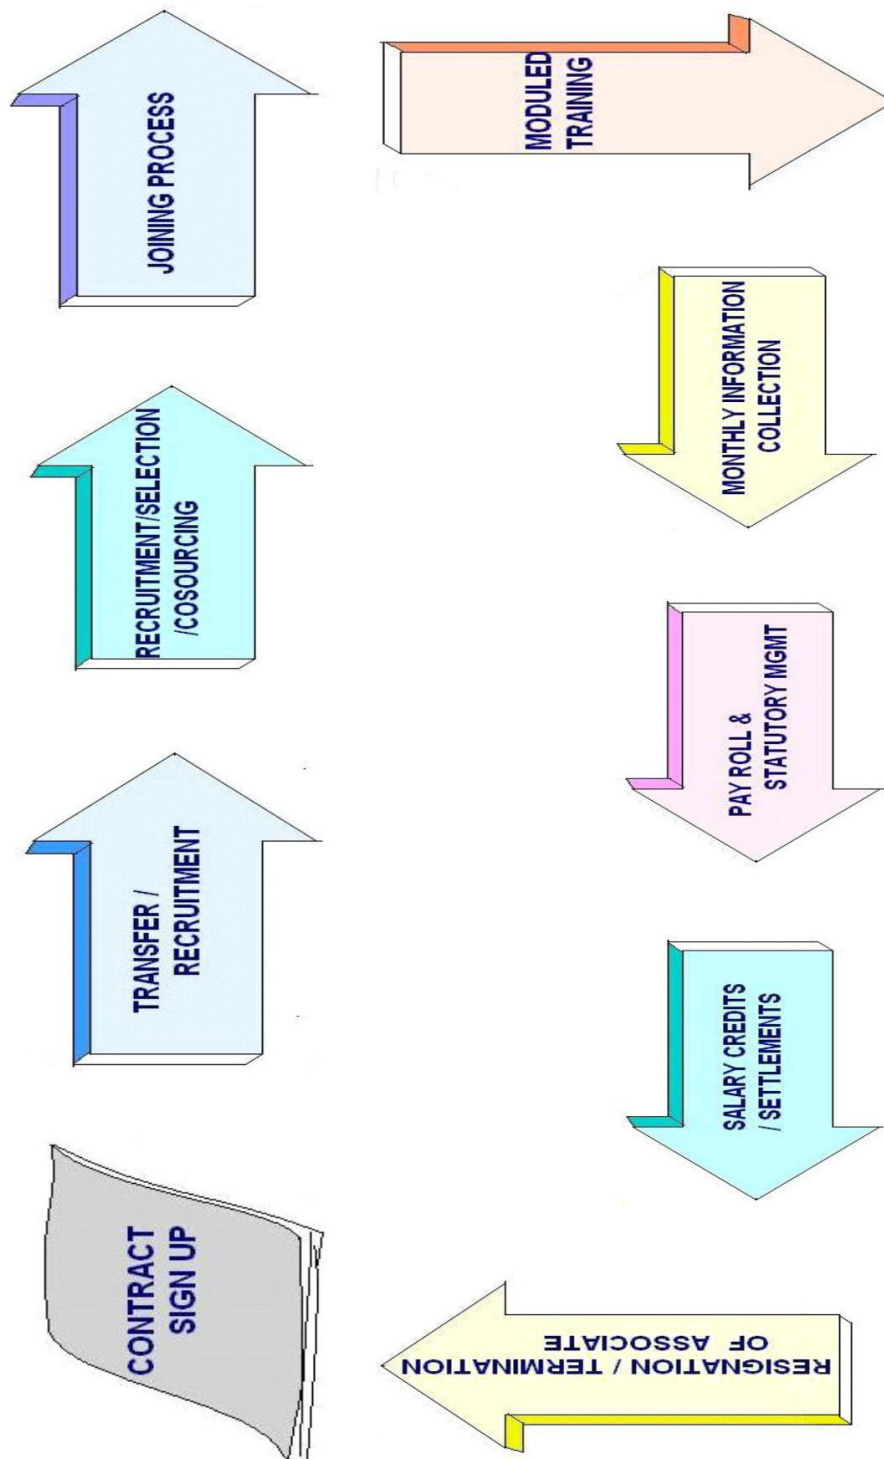 CONTRACT
SIGN UP
TRANSFER /
RECRUITMENT
RECRUITMENT/SELECTION
/COSOURCING
JOINING PROCESS
MODULED
TRAINING
MONTHLY INFORMATION
COLLECTION
PAY ROLL &
STATUTORY MGMT
SALARY CREDITS
/ SETTLEMENTS
RESIGNATION / TERMINATION
OF ASSOCIATE